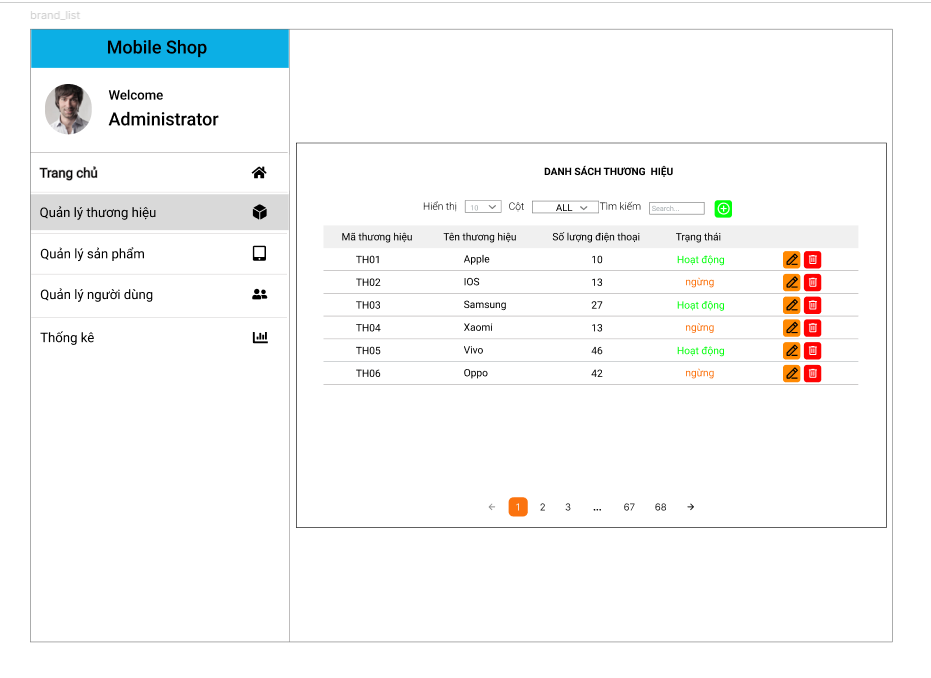 brand_list
Mobile Shop
Welcome
Administrator
Trang chủ
Quản lý thương hiệu
Quản lý sản phẩm
Quản lý người dùng
Thống kê
DANH SÁCH THƯƠNG HIỆU
Hiển thị 10 Cột ALL Tìm kiếm Search...
Mã thương hiệu Tên thương hiệu Số lượng điện thoại Trạng thái
TH01 Apple 10 Hoạt động
TH02 IOS 13 ngừng
TH03 Samsung 27 Hoạt động
TH04 Xaomi 13 ngừng
TH05 Vivo 46 Hoạt động
TH06 Oppo 42 ngừng
← 1 2 3 ... 67 68 →